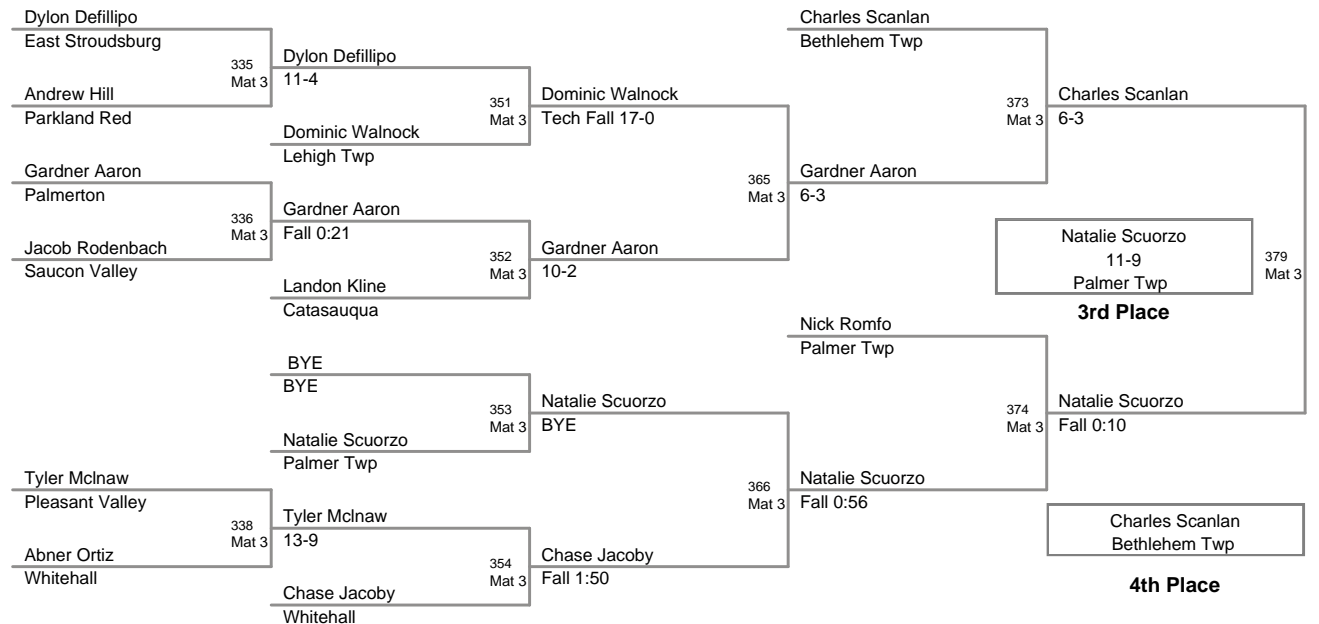 Dylon Defillipo
East Stroudsburg
335
Mat 3
Andrew Hill
Parkland Red
Dylon Defillipo
11-4
Dominic Walnock
Lehigh Twp
351
Mat 3
Dominic Walnock
Tech Fall 17-0
Gardner Aaron
Palmerton
336
Mat 3
Jacob Rodenbach
Saucon Valley
Gardner Aaron
Fall 0:21
Landon Kline
Catasauqua
352
Mat 3
Gardner Aaron
10-2
365
Mat 3
Gardner Aaron
6-3
Charles Scanlan
Bethlehem Twp
373
Mat 3
Charles Scanlan
6-3
Natalie Scuorzo
11-9
Palmer Twp
3rd Place
379
Mat 3
BYE
BYE
Natalie Scuorzo
Palmer Twp
353
Mat 3
Natalie Scuorzo
BYE
Tyler McInaw
Pleasant Valley
338
Mat 3
Abner Ortiz
Whitehall
Tyler McInaw
13-9
Chase Jacoby
Whitehall
354
Mat 3
Chase Jacoby
Fall 1:50
366
Mat 3
Natalie Scuorzo
Fall 0:56
Nick Romfo
Palmer Twp
374
Mat 3
Natalie Scuorzo
Fall 0:10
Charles Scanlan
Bethlehem Twp
4th Place